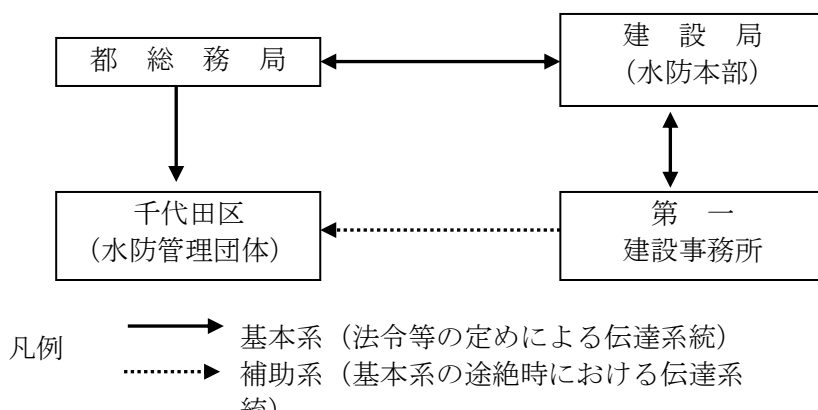 都　総　務　局
建　設　局
（水防本部）
千代田区
（水防管理団体）
第　一
建設事務所
凡例
基本系（法令等の定めによる伝達系統）
補助系（基本系の途絶時における伝達系
統）